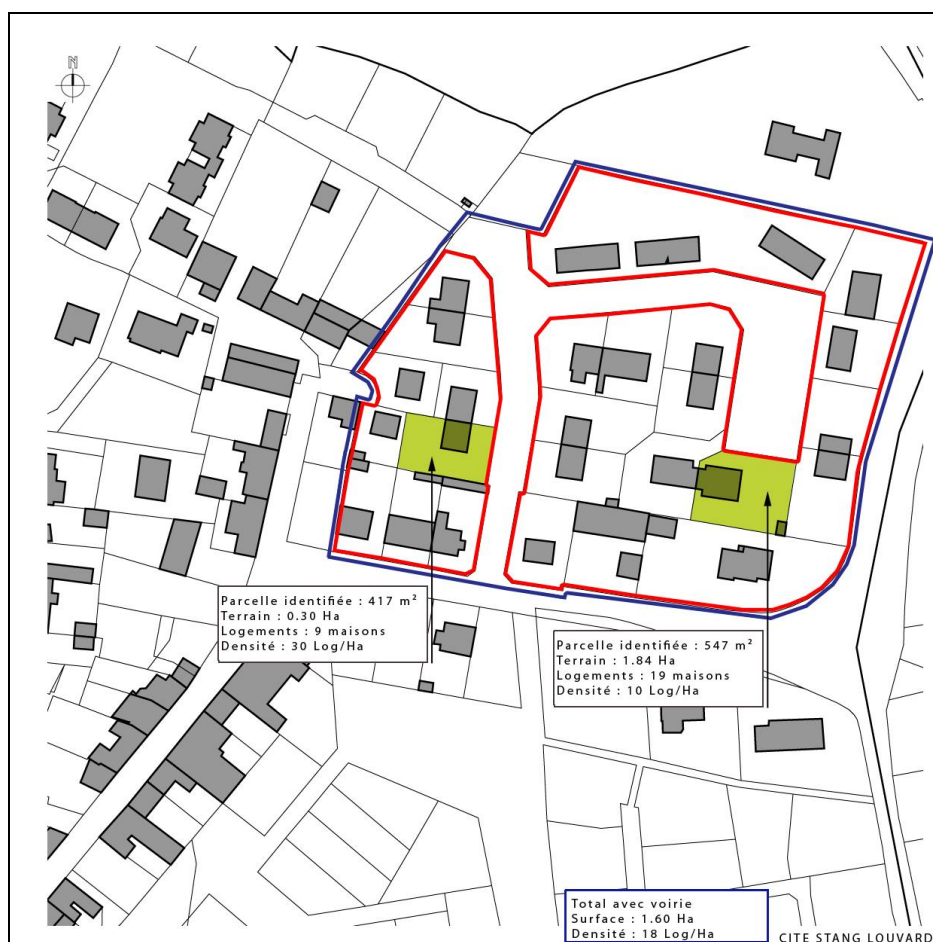 N
Parcelle identifiée : 417 m²
Terrain : 0.30 Ha
Logements : 9 maisons
Densité : 30 Log/Ha
Parcelle identifiée : 547 m²
Terrain : 1.84 Ha
Logements : 19 maisons
Densité : 10 Log/Ha
Total avec voirie
Surface : 1.60 Ha
Densité : 18 Log/Ha
CITE STANG LOUVARD